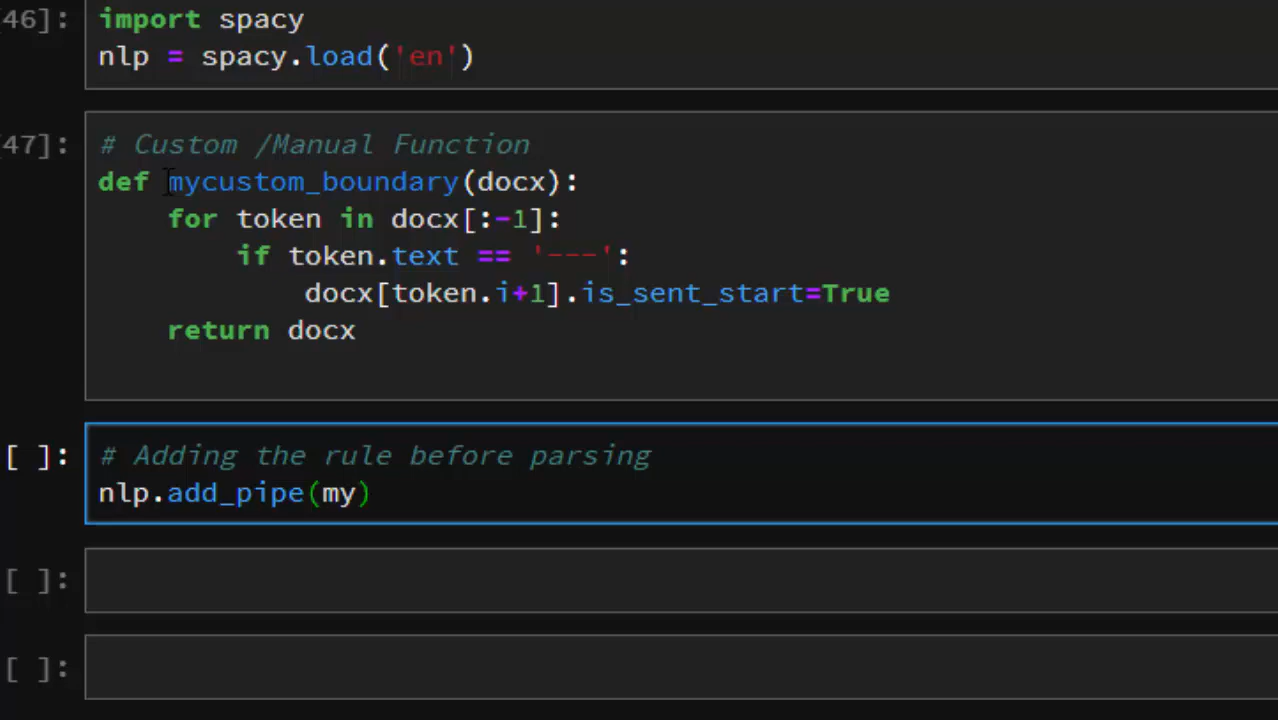 46]: import spacy
nlp = spacy.load('en')
47]: # Custom /Manual Function
def mycustom_boundary(docx):
    for token in docx[:-1]:
        if token.text == '---':
            docx[token.i+1].is_sent_start=True
    return docx
[ ]: # Adding the rule before parsing
nlp.add_pipe(my)
[ ]:
[ ]: